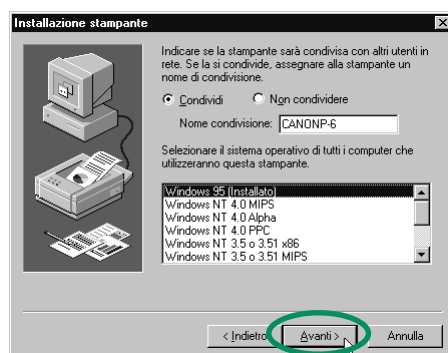 Installazione stampante
Indicare se la stampante sarà condivisa con altri utenti in
rete. Se la si condivide, assegnare alla stampante un
nome di condivisione.
Condividi Non condividere
Nome condivisione: CANONP-6
Selezionare il sistema operativo di tutti i computer che
utilizzeranno questa stampante.
Windows 95 (Installato)
Windows NT 4.0 MIPS
Windows NT 4.0 Alpha
Windows NT 4.0 PPC
Windows NT 3.5 o 3.51 x86
Windows NT 3.5 o 3.51 MIPS
< Indietro Avanti > Annulla